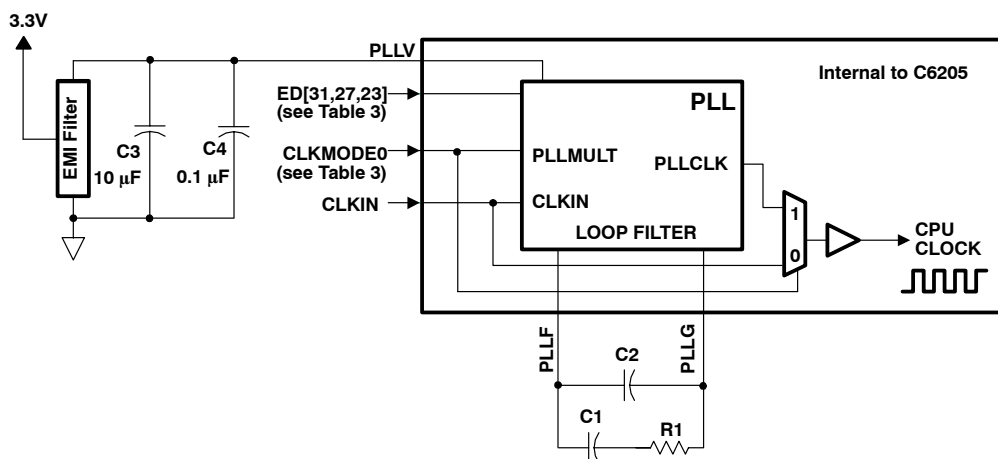 3.3V
PLLV
Internal to C6205
ED[31,27,23]
(see Table 3)
PLL
EMI Filter
C3
10 μF
C4
0.1 μF
CLKMODE0
(see Table 3)
PLLMULT
PLLCLK
CLKIN
CLKIN
1
LOOP FILTER
0
CPU
CLOCK
PLLF
PLLG
C2
C1
R1